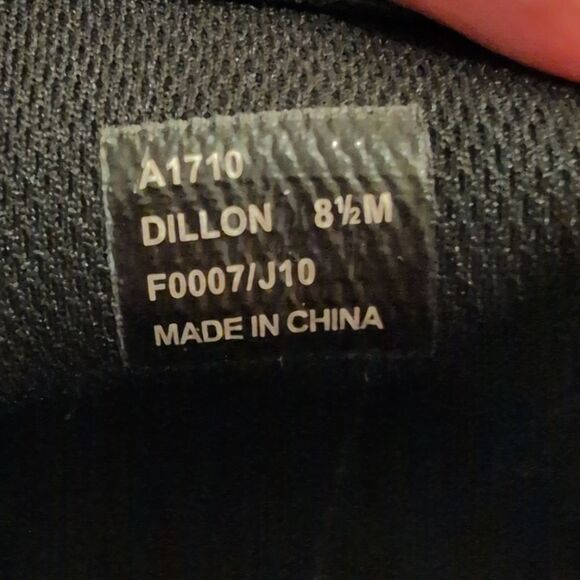 A1710
DILLON 8½M
F0007/J10
MADE IN CHINA